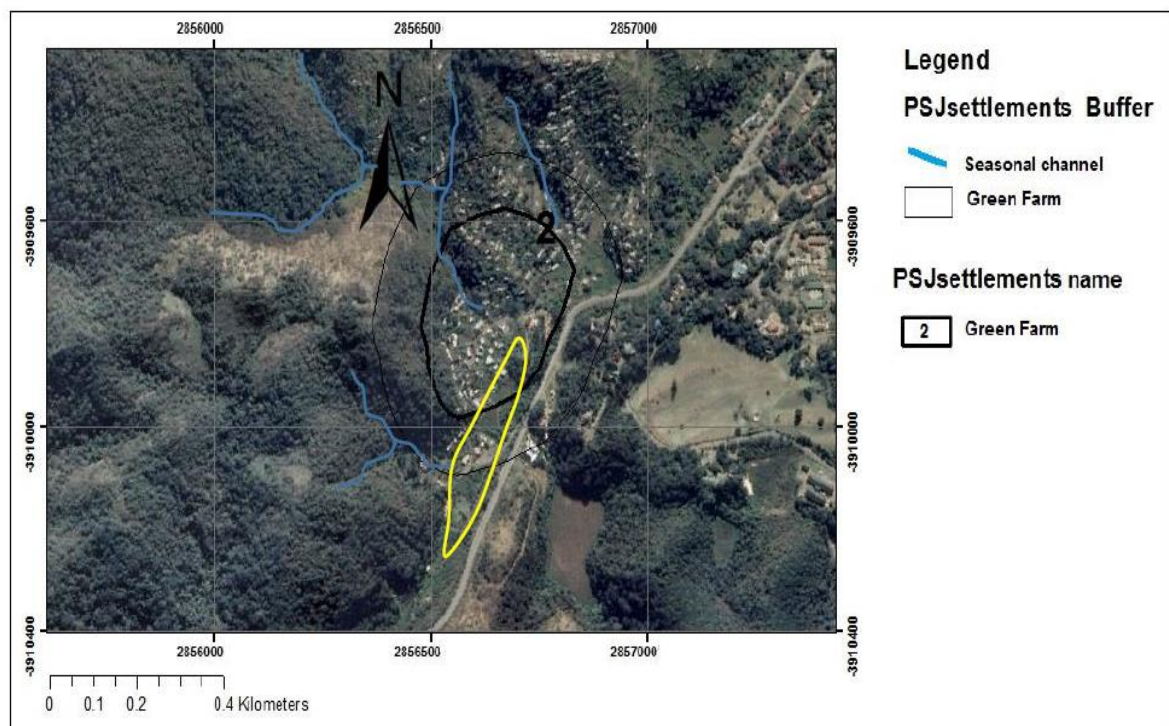 2856000 2856500 2857000
N
2
-3909600 -3909600
-3910000 -3910000
-3910400 -3910400
2856000 2856500 2857000
0 0.1 0.2 0.4 Kilometers
Legend
PSJsettlements Buffer
Seasonal channel
Green Farm
PSJsettlements name
2 Green Farm